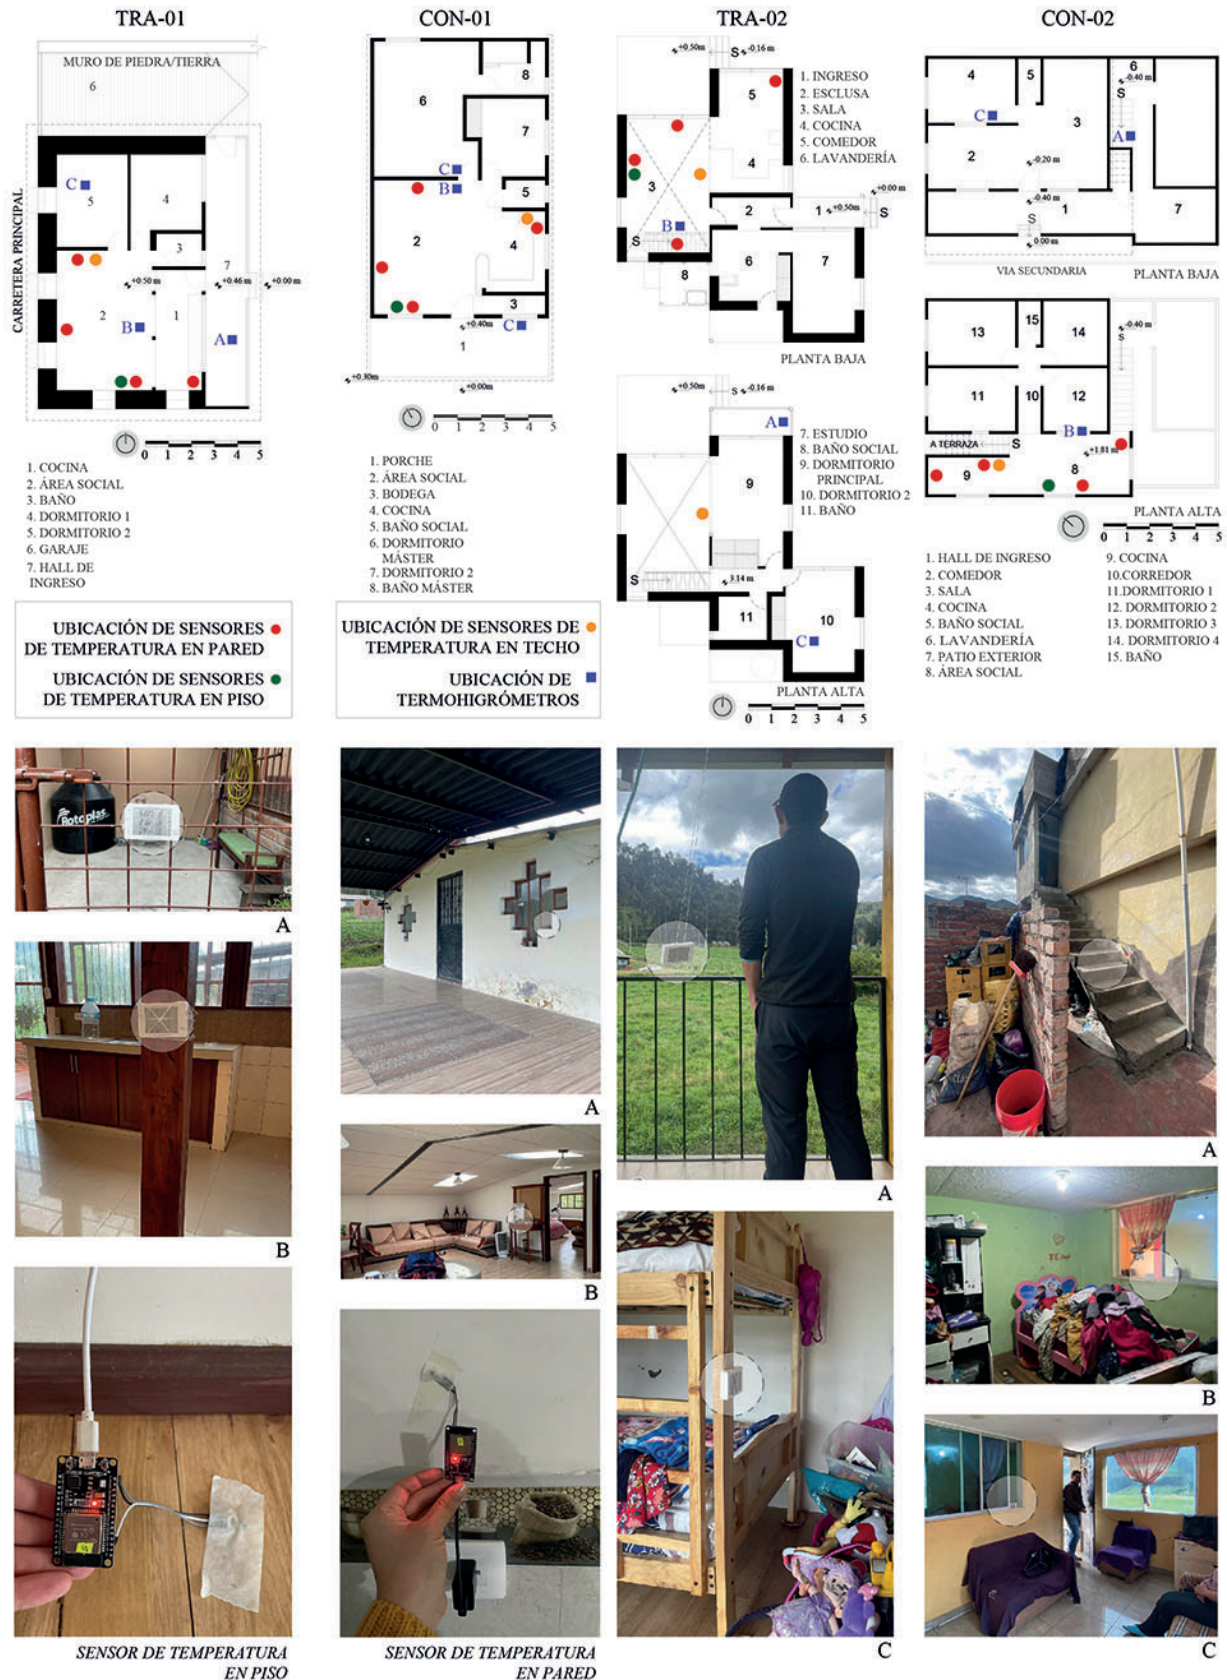 TRA-01
MURO DE PIEDRA/TIERRA
6
C
5
4
3
7
CARRETERA PRINCIPAL
+0.50 m
+0.46 m
+0.00 m
2
B
1
A
0 1 2 3 4 5
1. COCINA
2. ÁREA SOCIAL
3. BAÑO
4. DORMITORIO 1
5. DORMITORIO 2
6. GARAJE
7. HALL DE
INGRESO
CON-01
8
6
7
C
B
5
2
4
3
+0.40m
C
1
+0.30m
+0.00m
0 1 2 3 4 5
1. PORCHE
2. ÁREA SOCIAL
3. BODEGA
4. COCINA
5. BAÑO SOCIAL
6. DORMITORIO
MÁSTER
7. DORMITORIO 2
8. BAÑO MÁSTER
TRA-02
+0.50 m
S
-0.16 m
5
3
4
2
1
+0.50 m
+0.00 m
S
B
S
6
7
8
PLANTA BAJA
1. INGRESO
2. ESCLUSA
3. SALA
4. COCINA
5. COMEDOR
6. LAVANDERÍA
+0.50 m
S
-0.16 m
A
9
S
3.14 m
11
10
C
PLANTA ALTA
7. ESTUDIO
8. BAÑO SOCIAL
9. DORMITORIO
PRINCIPAL
10. DORMITORIO 2
11. BAÑO
0 1 2 3 4 5
CON-02
4
5
6
-0.40 m
S
C
3
A
2
-0.20 m
-0.40 m
1
7
S
0.00 m
VIA SECUNDARIA
PLANTA BAJA
13
15
14
-0.40 m
S
11
10
12
B
A TERRAZA
S
+1.81 m
9
8
PLANTA ALTA
0 1 2 3 4 5
1. HALL DE INGRESO
2. COMEDOR
3. SALA
4. COCINA
5. BAÑO SOCIAL
6. LAVANDERÍA
7. PATIO EXTERIOR
8. ÁREA SOCIAL
9. COCINA
10.CORREDOR
11.DORMITORIO 1
12. DORMITORIO 2
13. DORMITORIO 3
14. DORMITORIO 4
15. BAÑO
UBICACIÓN DE SENSORES
DE TEMPERATURA EN PARED
UBICACIÓN DE SENSORES
DE TEMPERATURA EN PISO
UBICACIÓN DE SENSORES DE
TEMPERATURA EN TECHO
UBICACIÓN DE
TERMOHIGRÓMETROS
Rotoplas
A
B
SENSOR DE TEMPERATURA
EN PISO
A
B
SENSOR DE TEMPERATURA
EN PARED
A
C
A
B
C